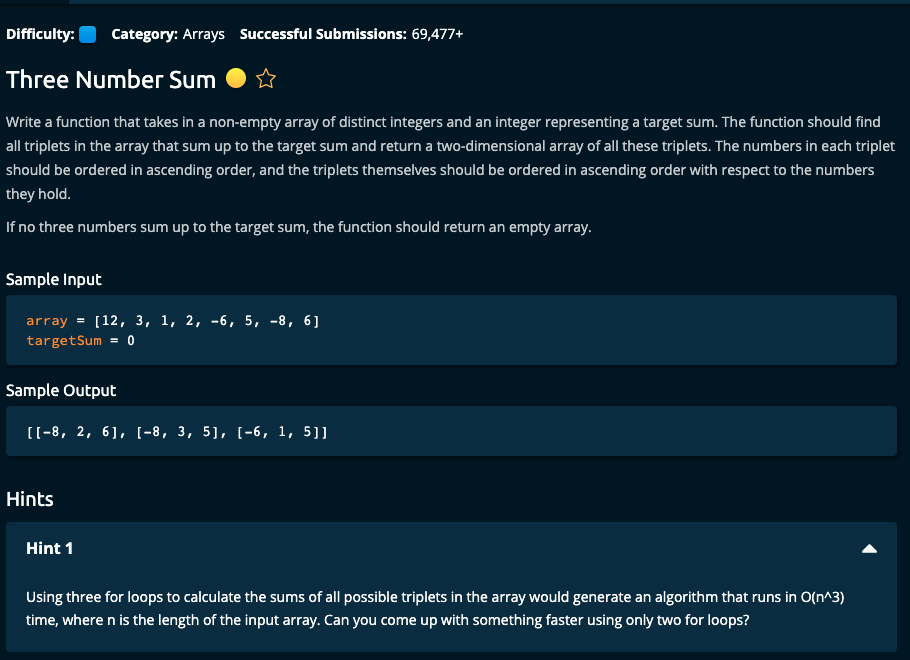 Difficulty: Category: Arrays Successful Submissions: 69,477+
Three Number Sum
Write a function that takes in a non-empty array of distinct integers and an integer representing a target sum. The function should find
all triplets in the array that sum up to the target sum and return a two-dimensional array of all these triplets. The numbers in each triplet
should be ordered in ascending order, and the triplets themselves should be ordered in ascending order with respect to the numbers
they hold.
If no three numbers sum up to the target sum, the function should return an empty array.
Sample Input
array = [12, 3, 1, 2, -6, 5, -8, 6]
targetSum = 0
Sample Output
[[-8, 2, 6], [-8, 3, 5], [-6, 1, 5]]
Hints
Hint 1
Using three for loops to calculate the sums of all possible triplets in the array would generate an algorithm that runs in O(n^3)
time, where n is the length of the input array. Can you come up with something faster using only two for loops?